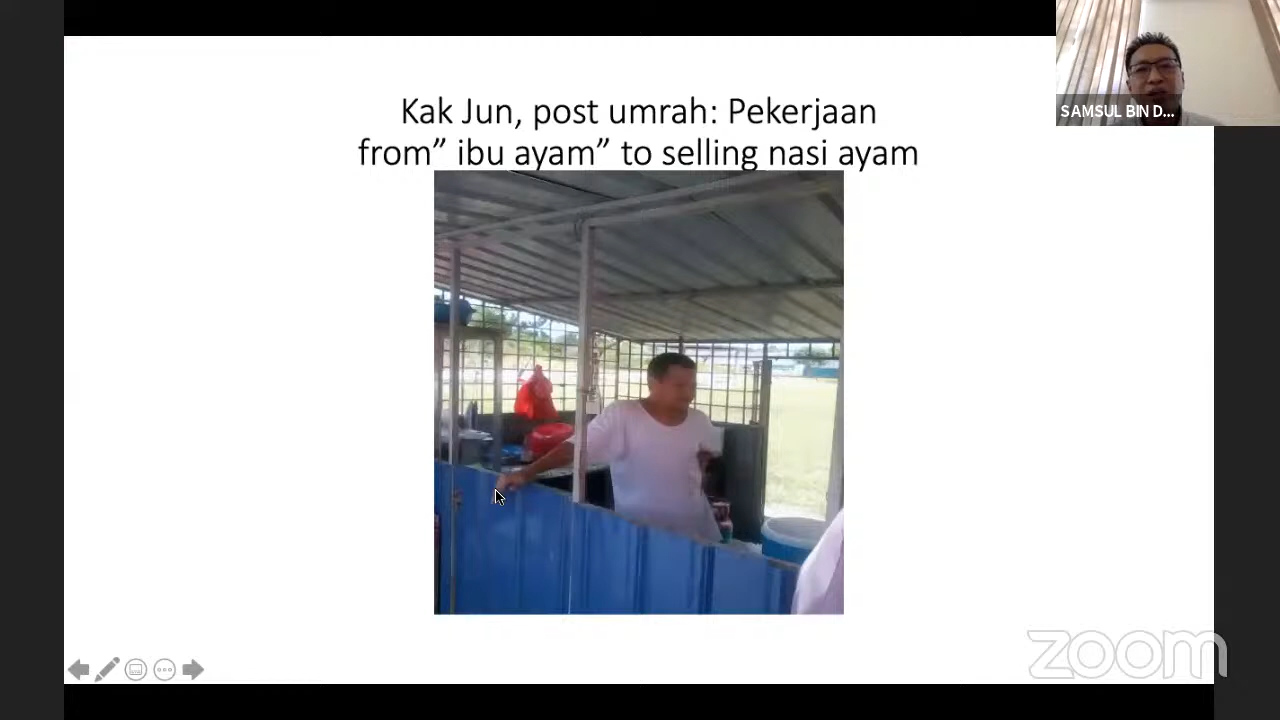 Kak Jun, post umrah: Pekerjaan
from” ibu ayam” to selling nasi ayam
SAMSUL BIN D...
zoom